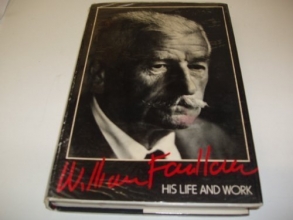 William Faulkner
HIS LIFE AND WORK